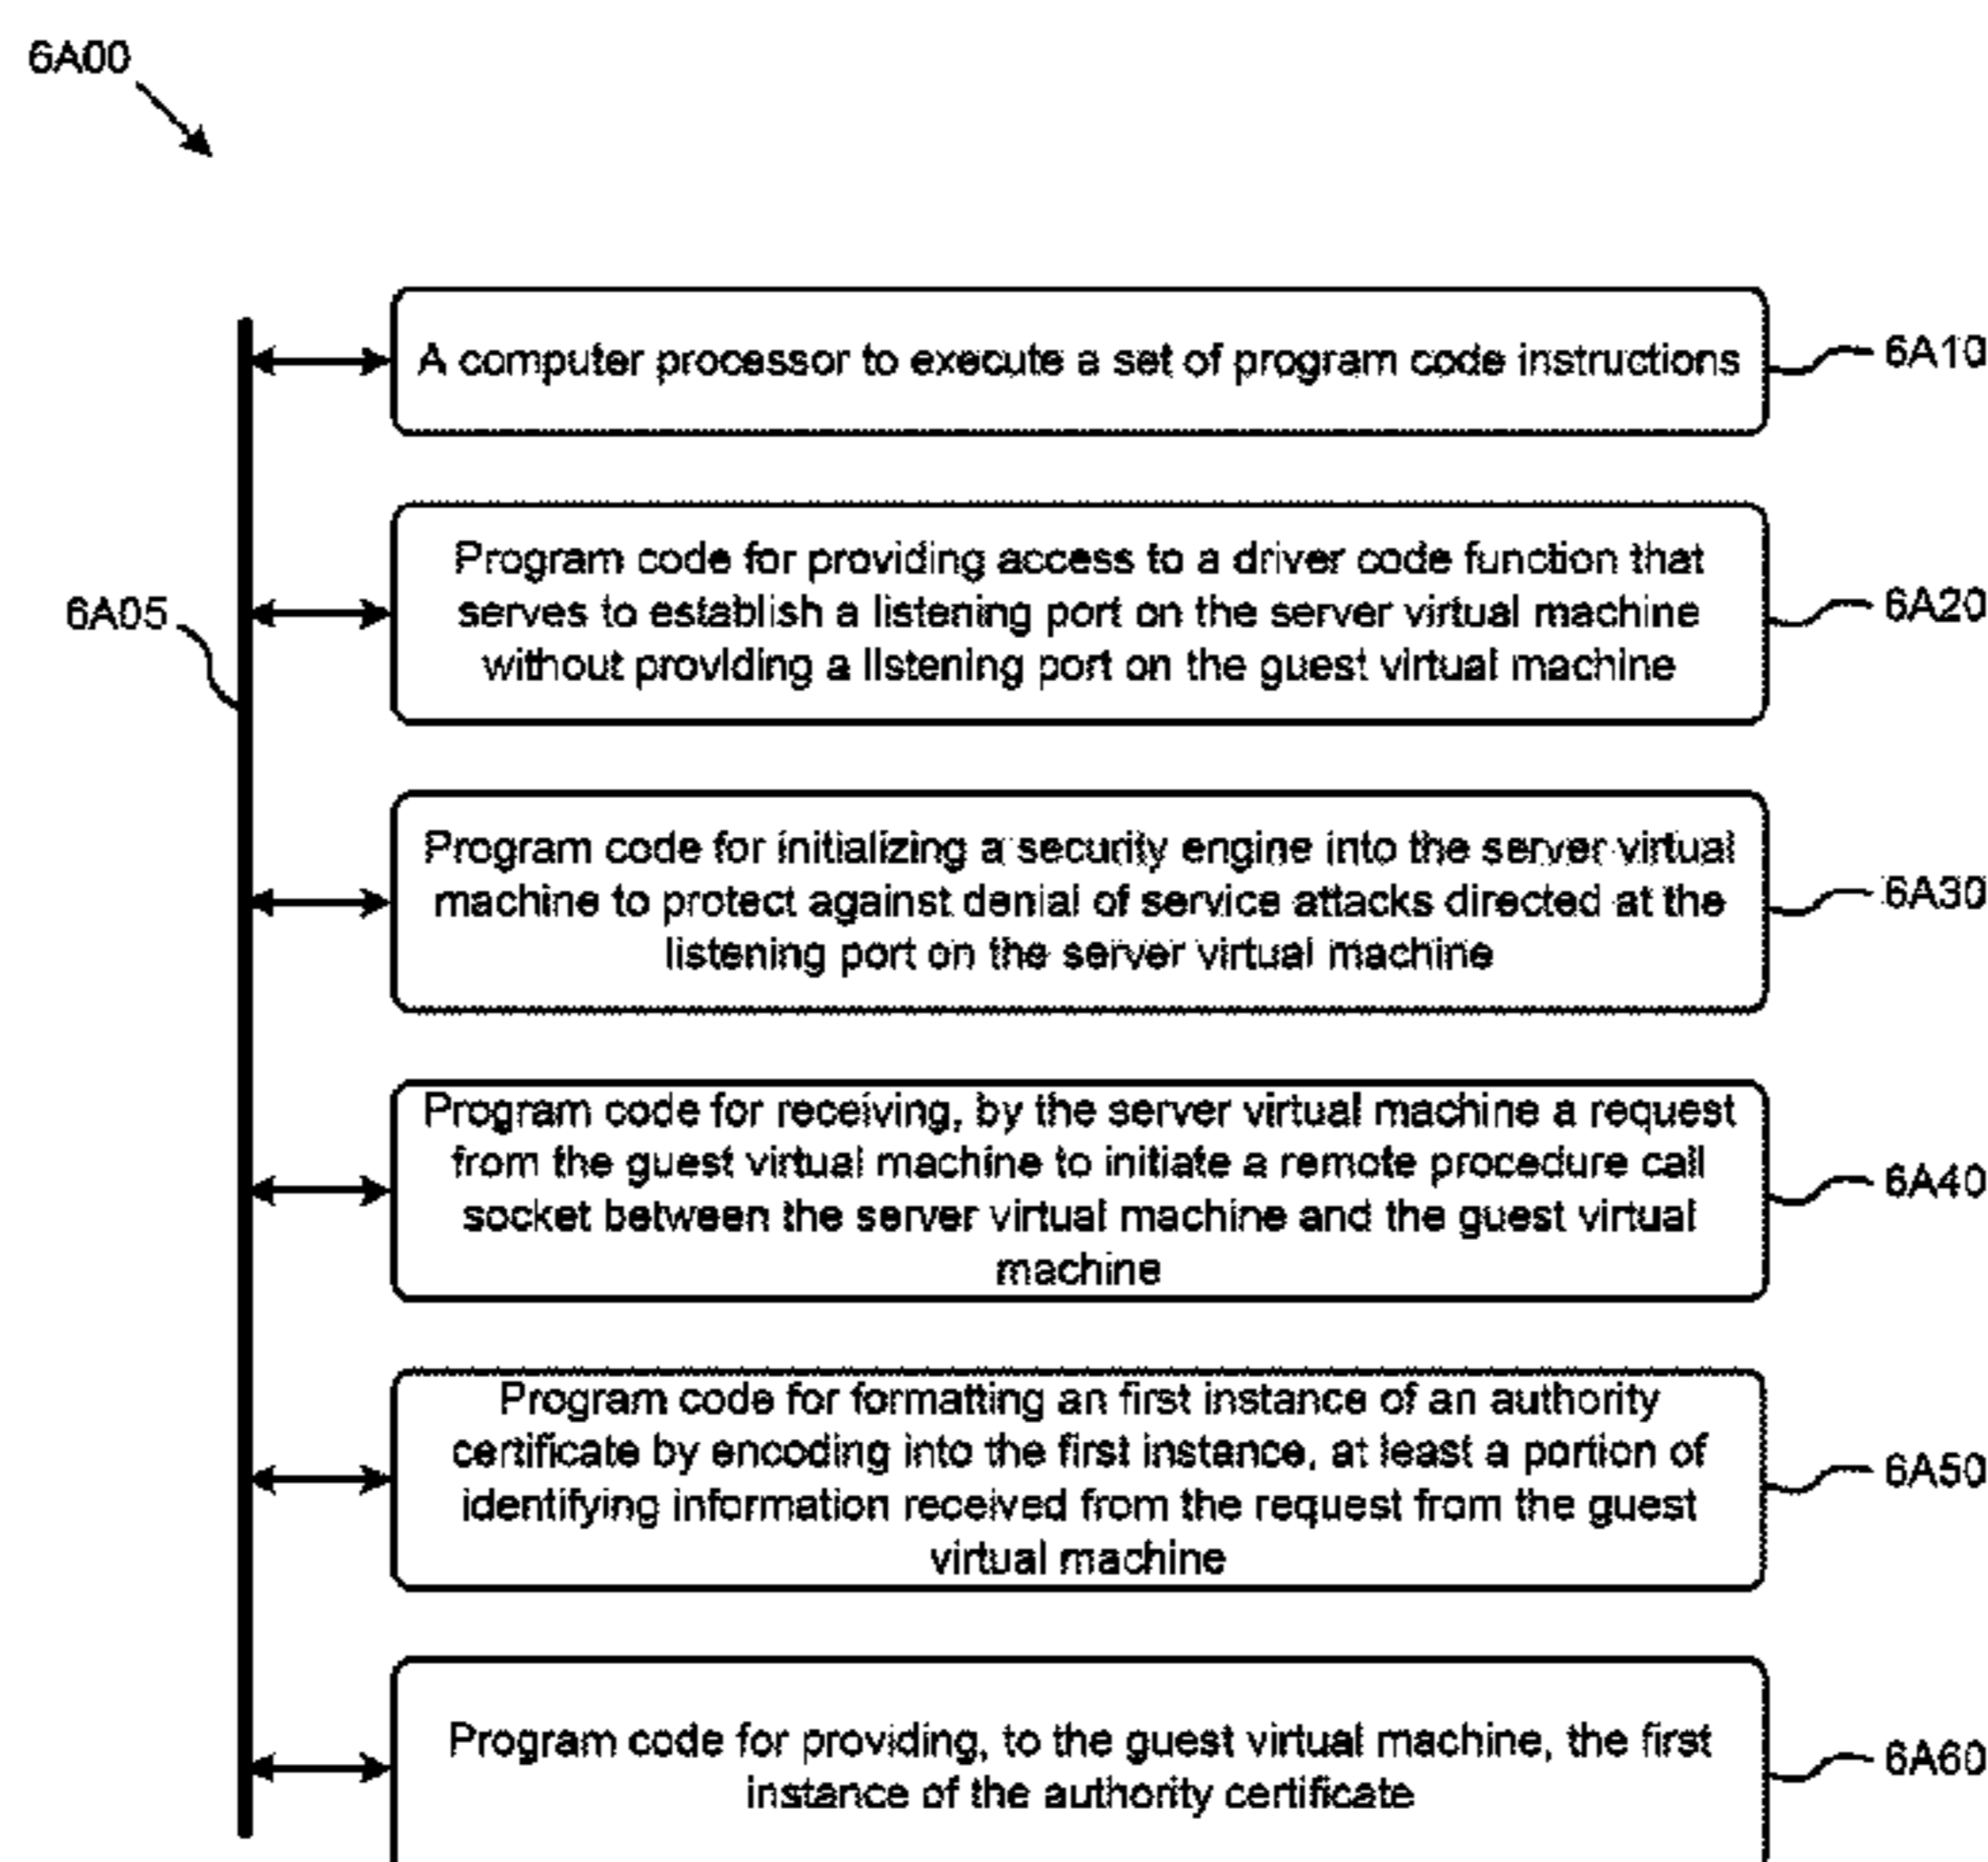 6A00
A computer processor to execute a set of program code instructions
6A10
Program code for providing access to a driver code function that
serves to establish a listening port on the server virtual machine
without providing a listening port on the guest virtual machine
6A20
6A05
Program code for initializing a security engine into the server virtual
machine to protect against denial of service attacks directed at the
listening port on the server virtual machine
6A30
Program code for receiving, by the server virtual machine a request
from the guest virtual machine to initiate a remote procedure call
socket between the server virtual machine and the guest virtual
machine
6A40
Program code for formatting an first instance of an authority
certificate by encoding into the first instance, at least a portion of
identifying information received from the request from the guest
virtual machine
6A50
Program code for providing, to the guest virtual machine, the first
instance of the authority certificate
6A60